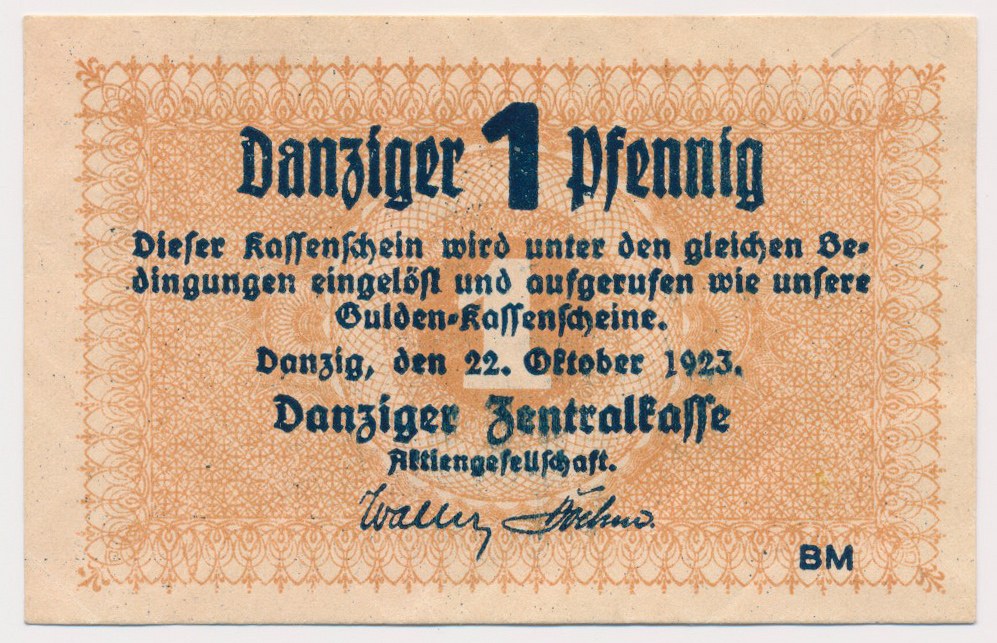 Danziger 1 Pfennig
Dieser Kassenschein wird unter den gleichen Be-
dingungen eingelöst und aufgerufen wie unsere
Gulden-Kassenscheine.
1
Danzig, den 22. Oktober 1923.
Danziger Zentralkasse
Aktiengesellschaft.
BM